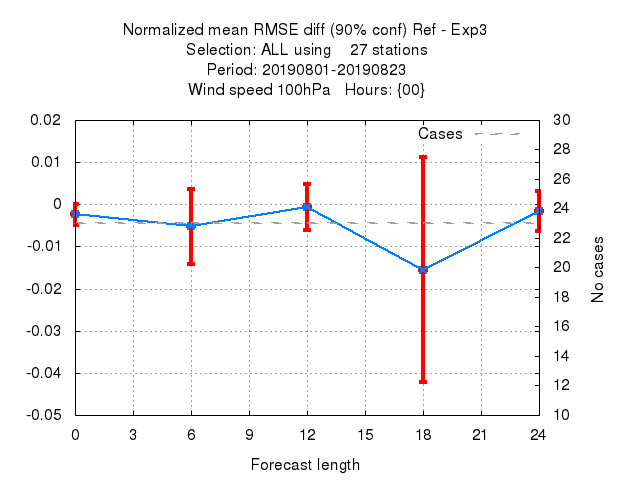 Normalized mean RMSE diff (90% conf) Ref - Exp3
Selection: ALL using 27 stations
Period: 20190801-20190823
Wind speed 100hPa Hours: {00}
Cases
0.02
0.01
0
-0.01
-0.02
-0.03
-0.04
-0.05
30
28
26
24
22
20
18
16
14
12
10
No cases
0 3 6 9 12 15 18 21 24
Forecast length